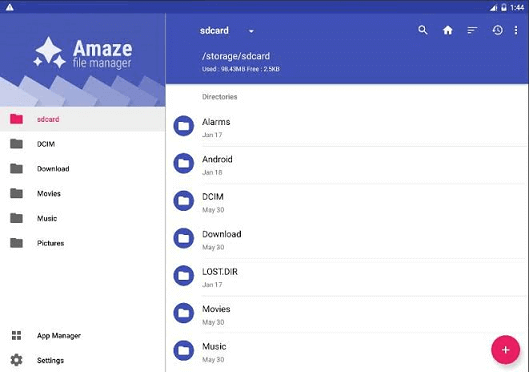 1:44
Amaze
file manager
sdcard
DCIM
Download
Movies
Music
Pictures
App Manager
Settings
sdcard
/storage/sdcard
Used : 98.43MB Free : 2.5KB
Directories
Alarms
Jan 17
Android
Jan 18
DCIM
May 30
Download
May 30
LOST.DIR
Jan 17
Movies
May 30
Music
May 30